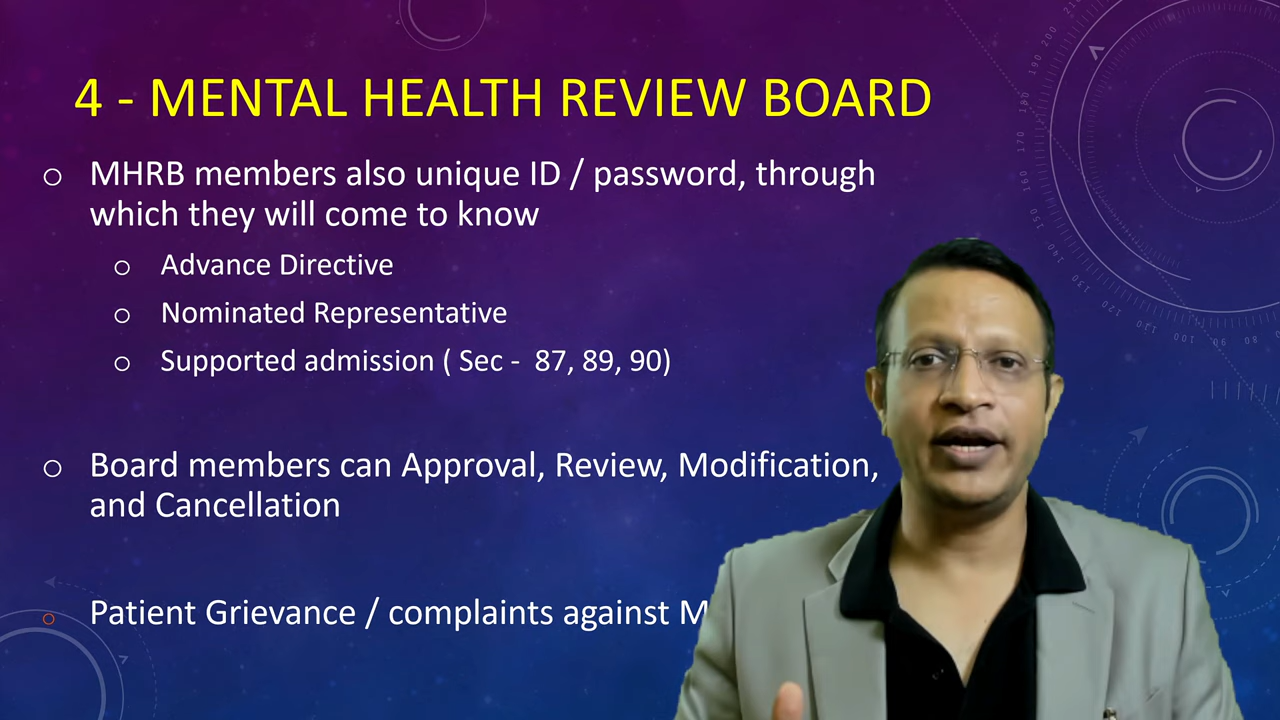 4 - MENTAL HEALTH REVIEW BOARD
o MHRB members also unique ID / password, through
which they will come to know
o Advance Directive
o Nominated Representative
o Supported admission ( Sec - 87, 89, 90)
o Board members can Approval, Review, Modification,
and Cancellation
o Patient Grievance / complaints against M